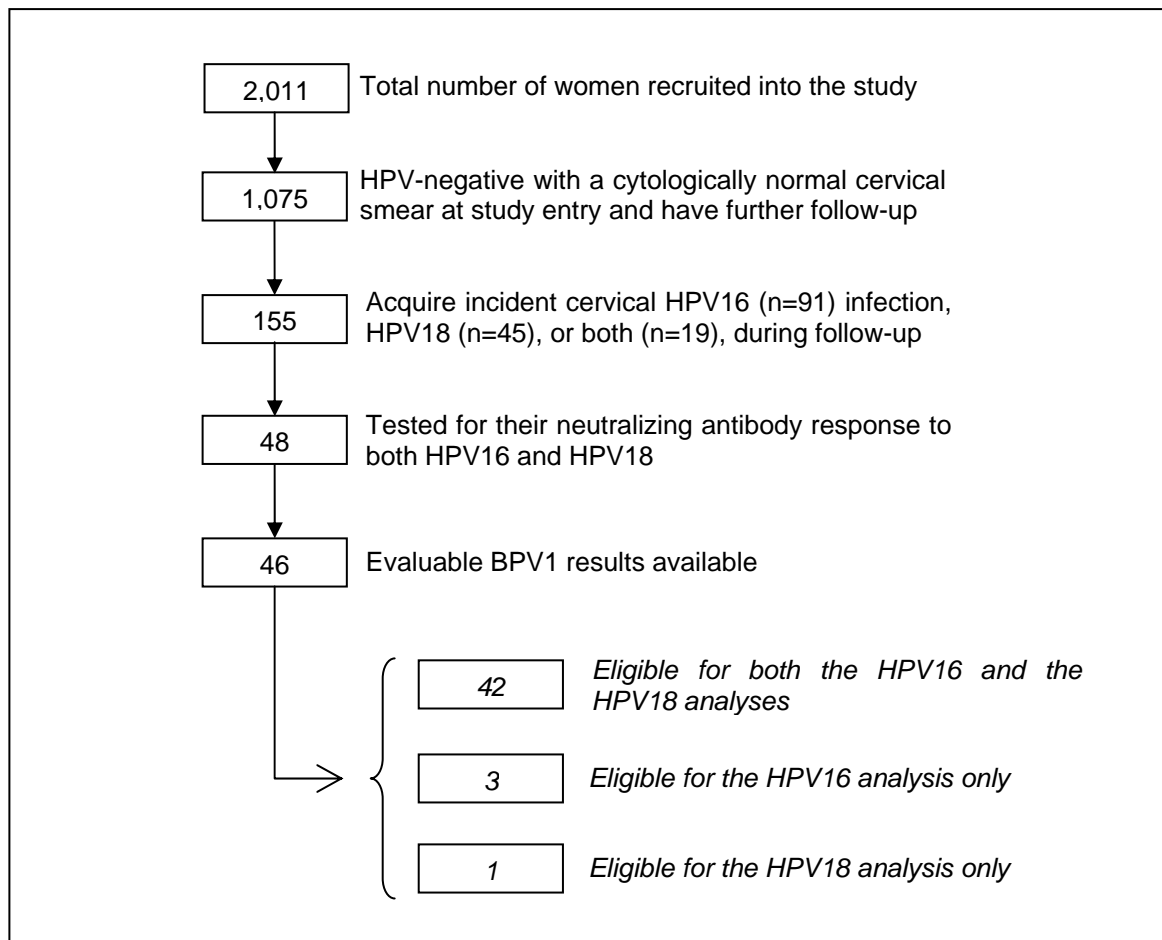 2,011
Total number of women recruited into the study
1,075
HPV-negative with a cytologically normal cervical
smear at study entry and have further follow-up
155
Acquire incident cervical HPV16 (n=91) infection,
HPV18 (n=45), or both (n=19), during follow-up
48
Tested for their neutralizing antibody response to
both HPV16 and HPV18
46
Evaluable BPV1 results available
42
Eligible for both the HPV16 and the
HPV18 analyses
3
Eligible for the HPV16 analysis only
1
Eligible for the HPV18 analysis only